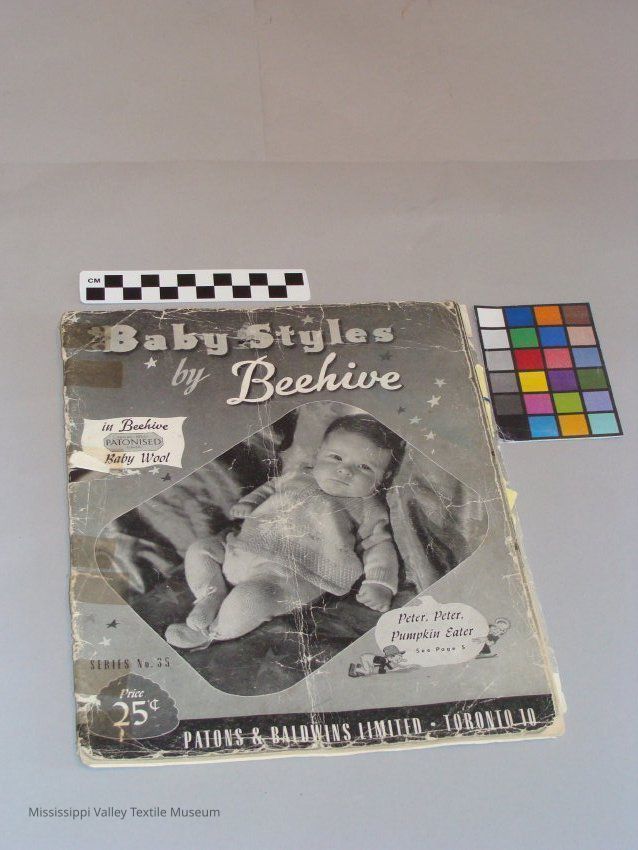 CM
Baby Styles
by Beehive
in Beehive
PATONISED
Baby Wool
Peter, Peter,
Pumpkin Eater
See Page 5
SERIES No. 35
Price
25¢
PATONS & BALDWINS LIMITED • TORONTO 10
Mississippi Valley Textile Museum